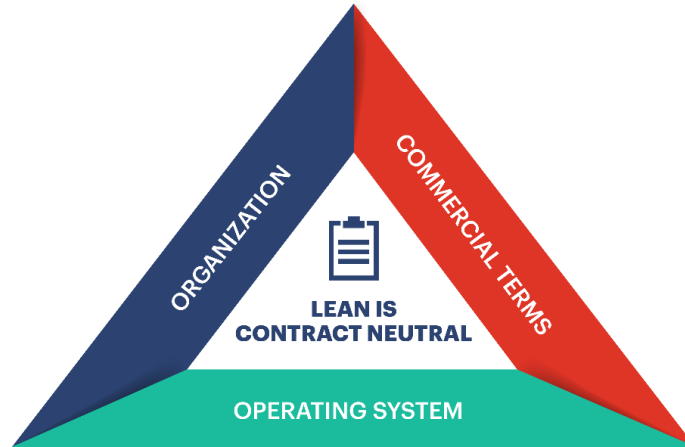 ORGANIZATION
COMMERCIAL TERMS
LEAN IS
CONTRACT NEUTRAL
OPERATING SYSTEM